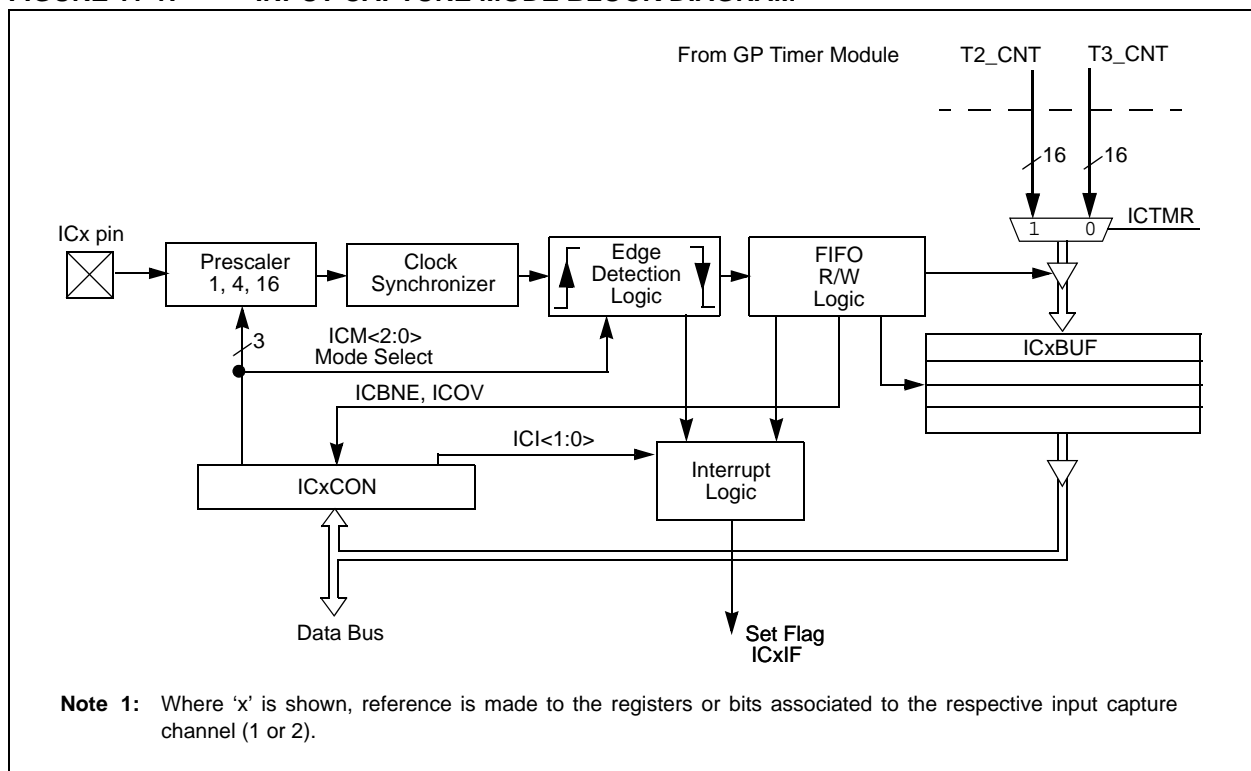 From GP Timer Module
T2_CNT
T3_CNT
16
16
1
0
ICTMR
ICx pin
Prescaler
1, 4, 16
Clock
Synchronizer
Edge
Detection
Logic
FIFO
R/W
Logic
3
ICM<2:0>
Mode Select
ICxBUF
ICBNE, ICOV
ICI<1:0>
Interrupt
Logic
ICxCON
Data Bus
Set Flag
ICxIF
Note 1: Where ‘x’ is shown, reference is made to the registers or bits associated to the respective input capture
channel (1 or 2).